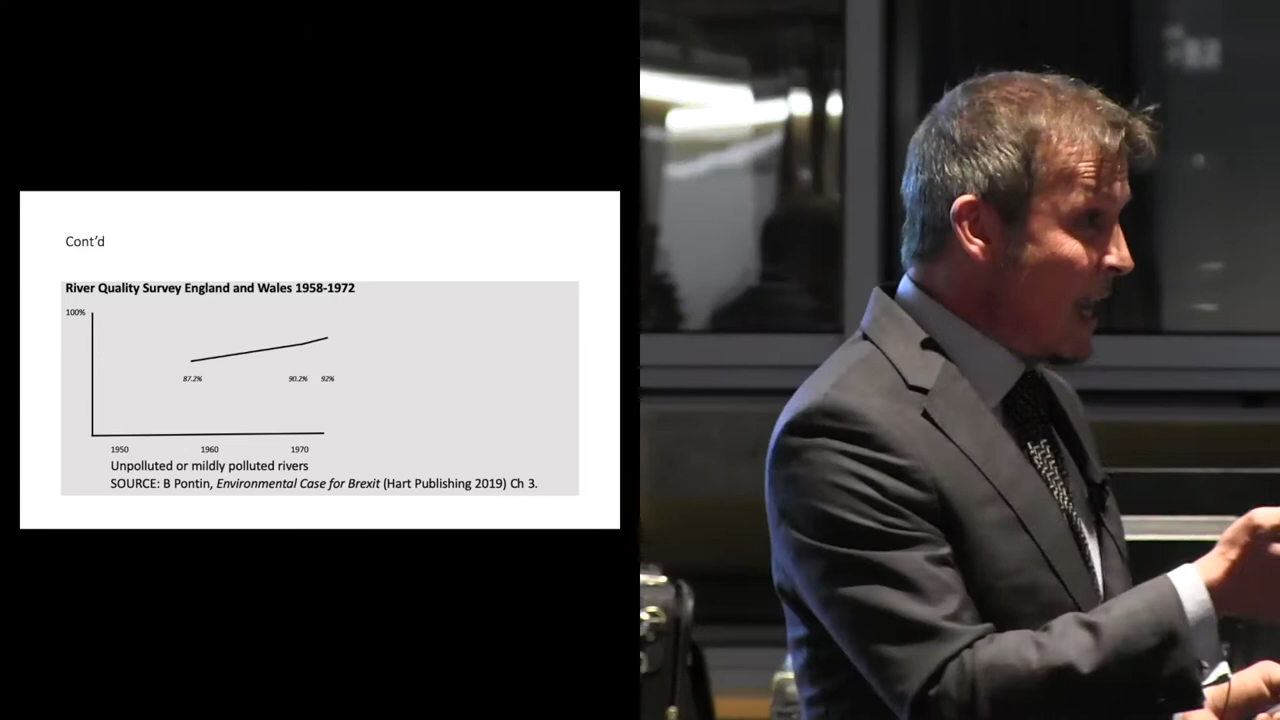 Cont'd
River Quality Survey England and Wales 1958-1972
100%
87.2% 90.2% 92%
1950 1960 1970
Unpolluted or mildly polluted rivers
SOURCE: B Pontin, Environmental Case for Brexit (Hart Publishing 2019) Ch 3.